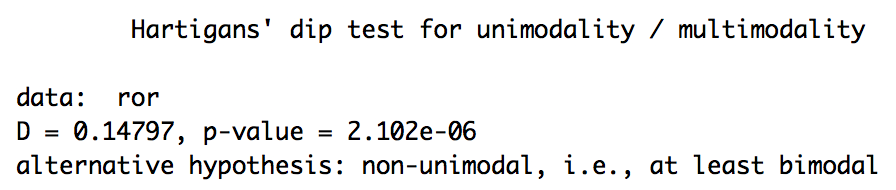 Hartigans' dip test for unimodality / multimodality
data:  ror
D = 0.14797, p-value = 2.102e-06
alternative hypothesis: non-unimodal, i.e., at least bimodal